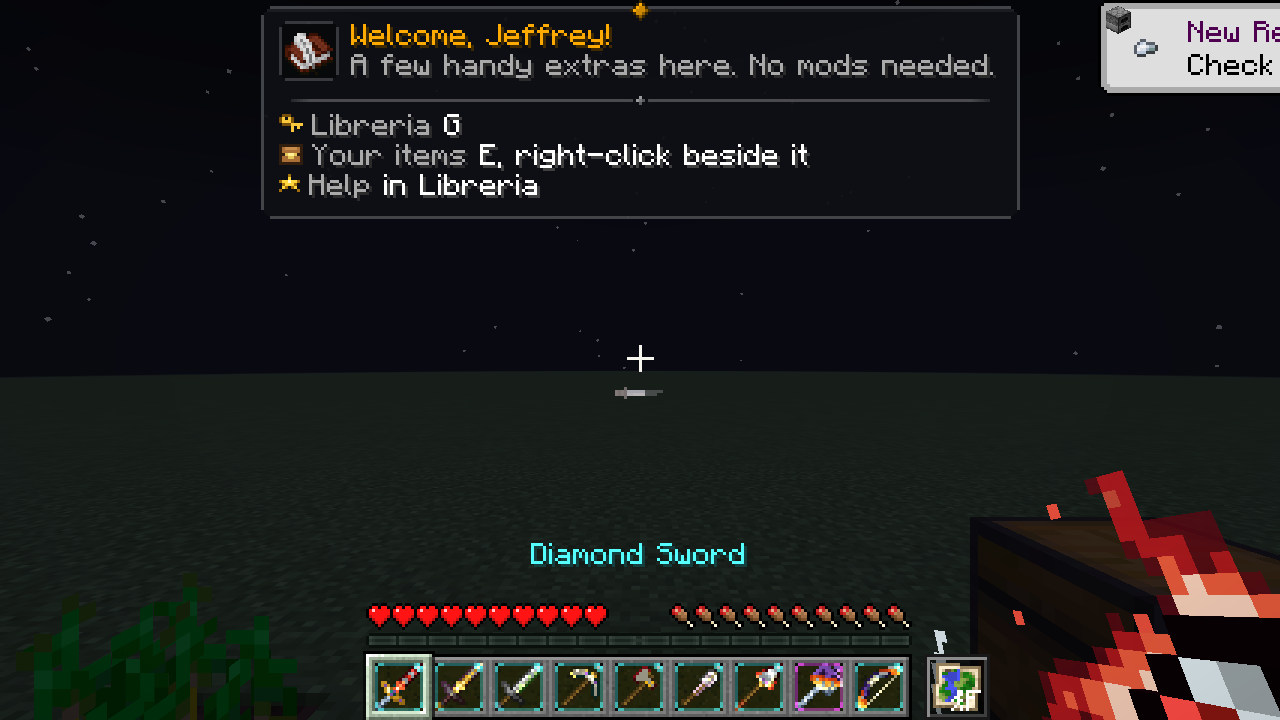 Welcome, Jeffrey!
A few handy extras here. No mods needed.
Libreria G
Your items E, right-click beside it
Help in Libreria
New Re
Check
Diamond Sword